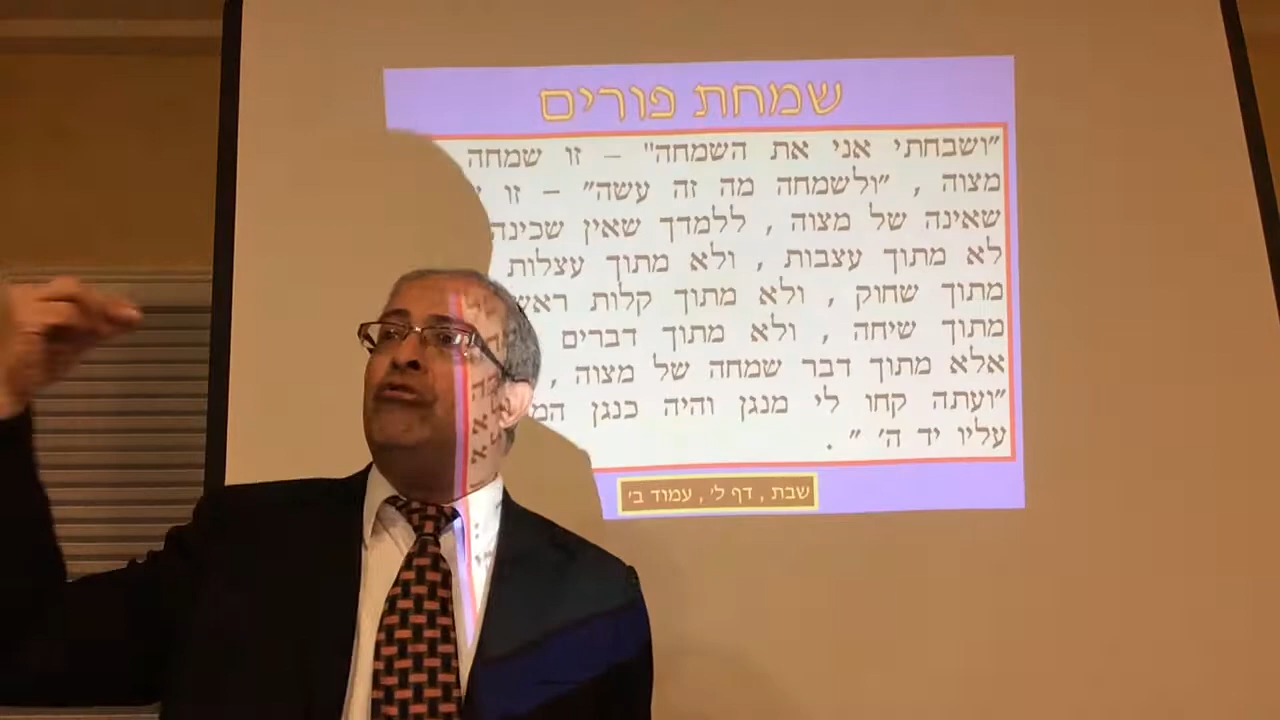 שמחת פורים
"ושבחתי אני את השמחה" – זו שמחה
מצוה , "ולשמחה מה זה עשה" – זו
שאינה של מצוה , ללמדך שאין שכינה
לא מתוך עצבות , ולא מתוך עצלות
מתוך שחוק , ולא מתוך קלות ראש
מתוך שיחה , ולא מתוך דברים
אלא מתוך דבר שמחה של מצוה ,
"ועתה קחו לי מנגן והיה כנגן
עליו יד ה' " .
שבת , דף ל' , עמוד ב'